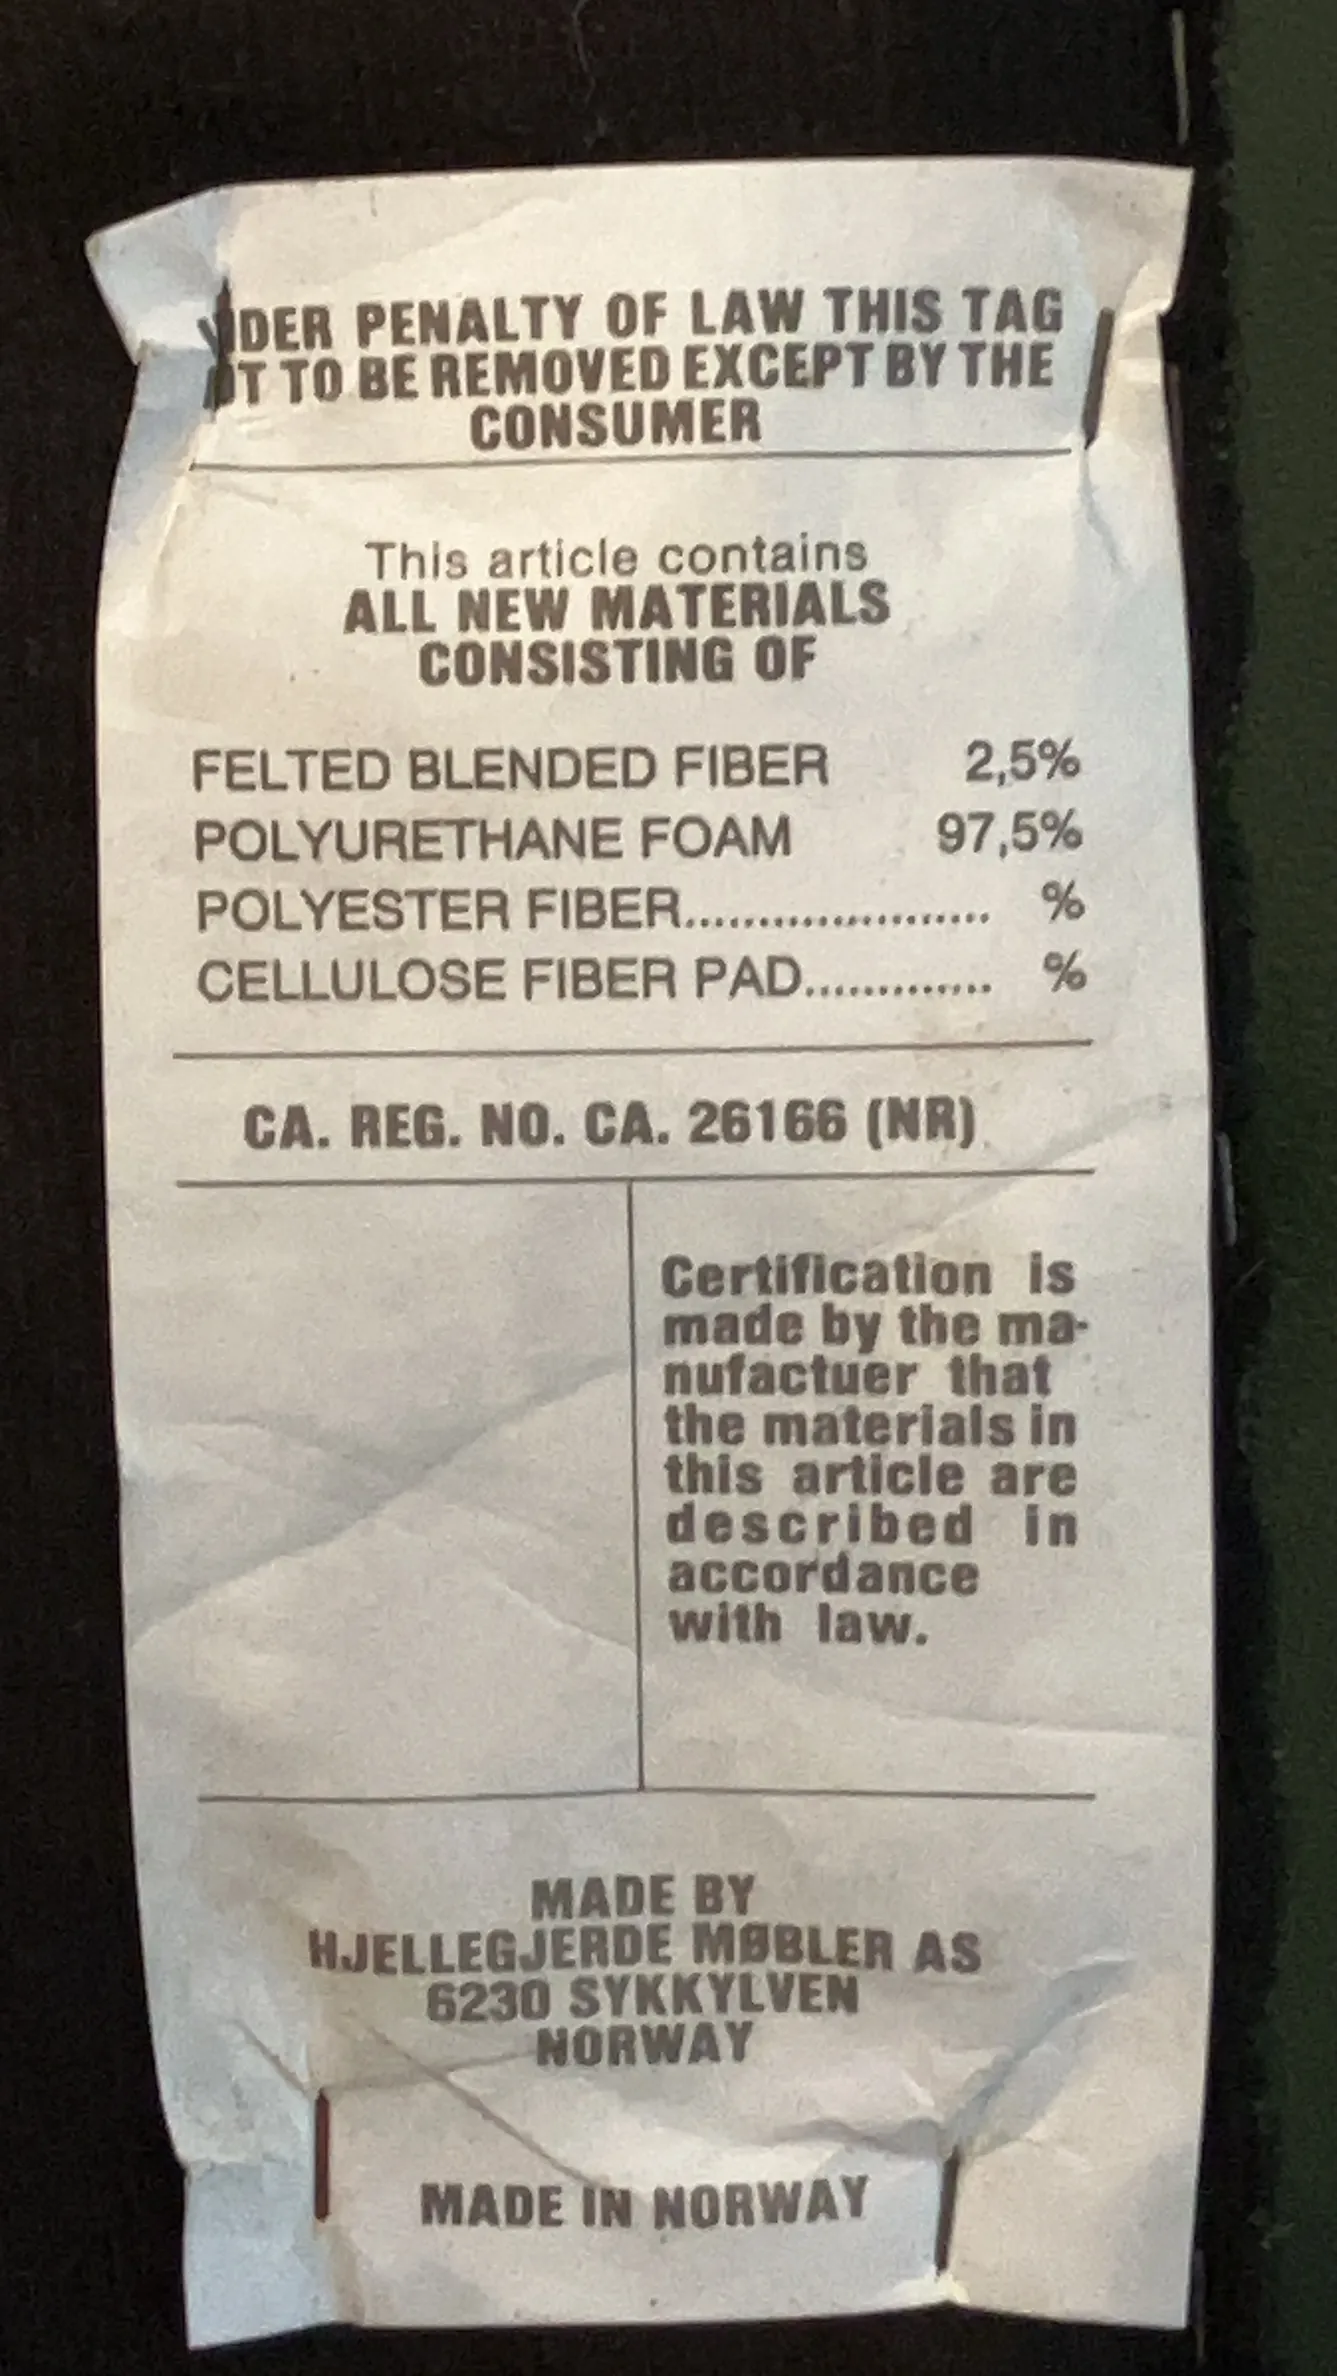 DER PENALTY OF LAW THIS TAG
OT TO BE REMOVED EXCEPT BY THE
CONSUMER
This article contains
ALL NEW MATERIALS
CONSISTING OF
FELTED BLENDED FIBER 2,5%
POLYURETHANE FOAM 97,5%
POLYESTER FIBER..................... %
CELLULOSE FIBER PAD............. %
CA. REG. NO. CA. 26166 (NR)
Certification is
made by the ma-
nufactuer that
the materials in
this article are
described in
accordance
with law.
MADE BY
HJELLEGJERDE MØBLER AS
6230 SYKKYLVEN
NORWAY
MADE IN NORWAY